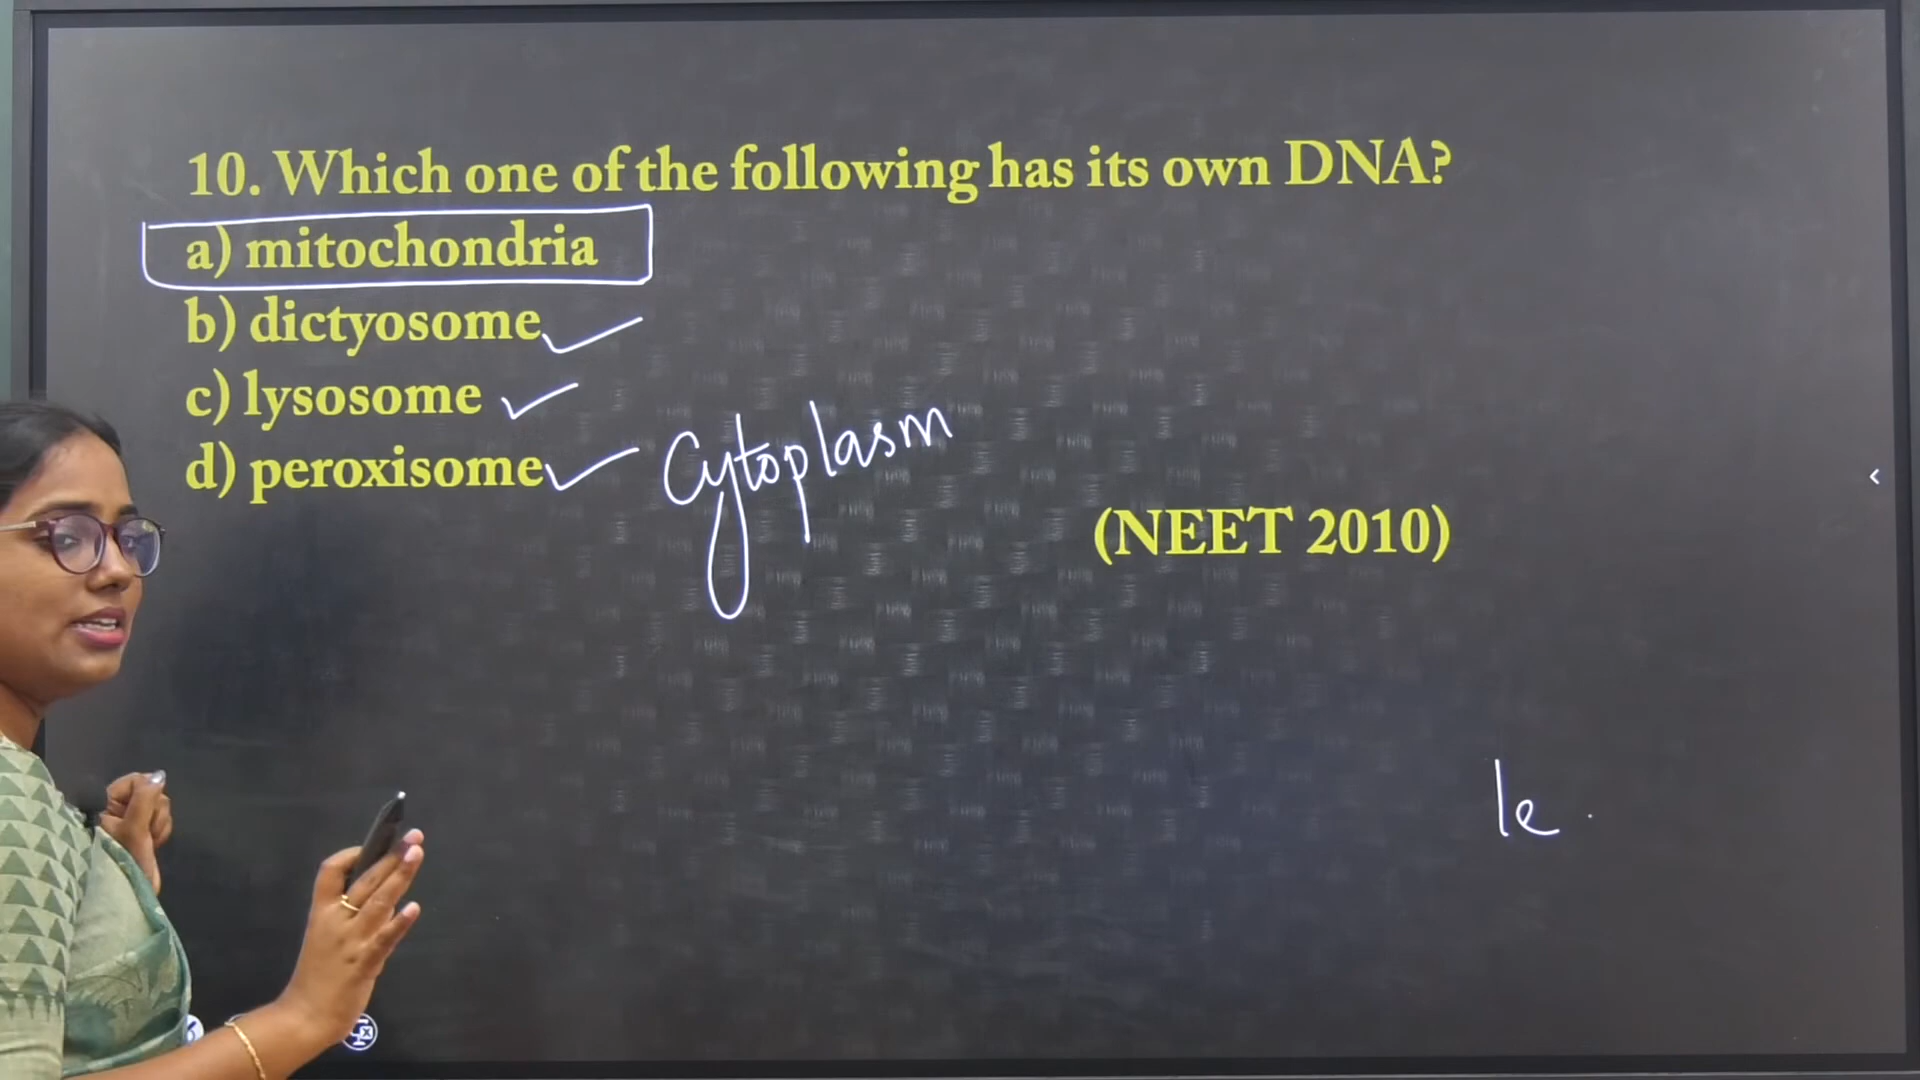 10. Which one of the following has its own DNA?
a) mitochondria
b) dictyosome
c) lysosome
d) peroxisome
Cytoplasm
(NEET 2010)
le